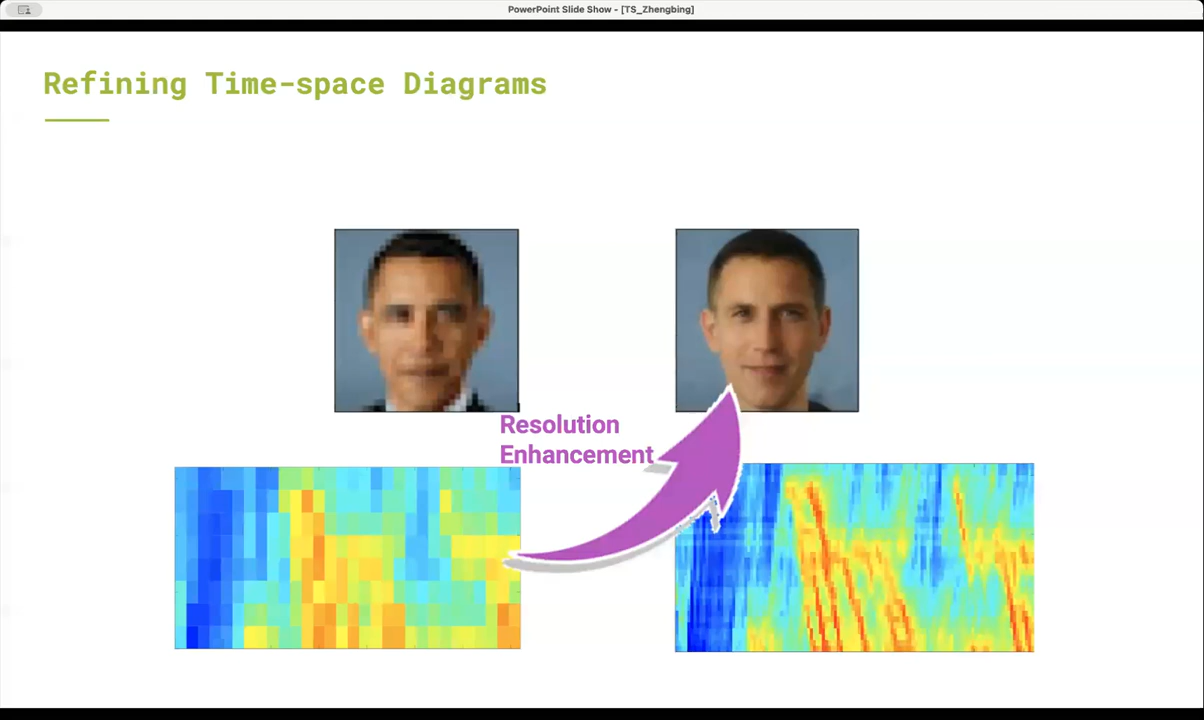 PowerPoint Slide Show - [TS_Zhengbing]
Refining Time-space Diagrams
Resolution
Enhancement